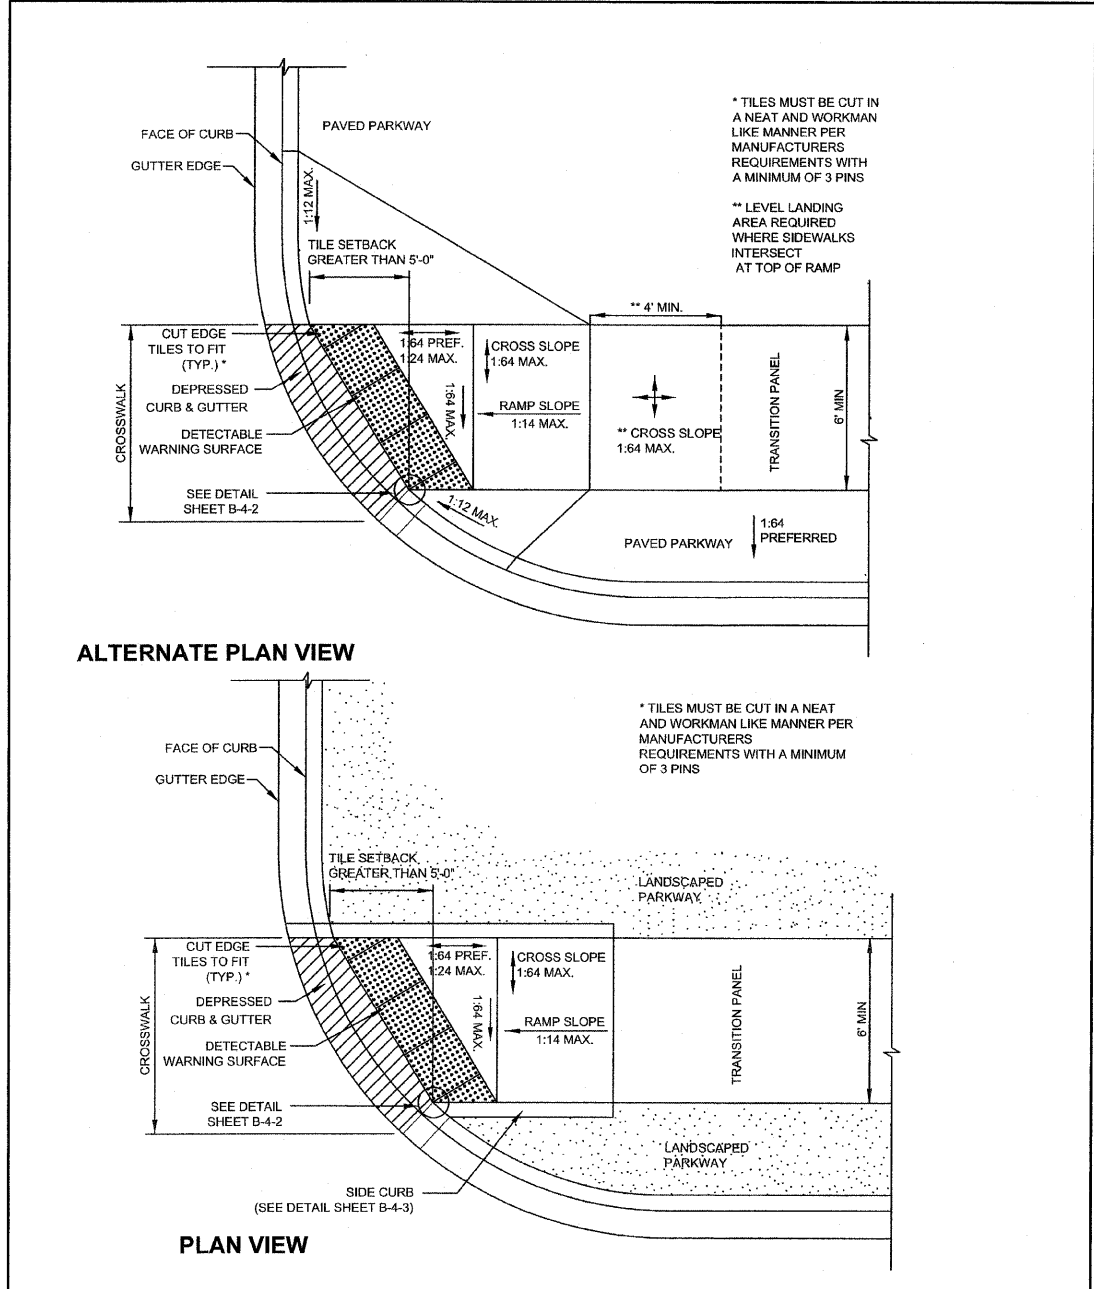 PAVED PARKWAY
FACE OF CURB
GUTTER EDGE
1:12 MAX.
TILE SETBACK
GREATER THAN 5'-0"
* TILES MUST BE CUT IN
A NEAT AND WORKMAN
LIKE MANNER PER
MANUFACTURERS
REQUIREMENTS WITH
A MINIMUM OF 3 PINS
** LEVEL LANDING
AREA REQUIRED
WHERE SIDEWALKS
INTERSECT
AT TOP OF RAMP
** 4' MIN.
CROSSWALK
CUT EDGE
TILES TO FIT
(TYP.) *
DEPRESSED
CURB & GUTTER
DETECTABLE
WARNING SURFACE
SEE DETAIL
SHEET B-4-2
1:64 PREF.
1:24 MAX.
1:64 MAX.
CROSS SLOPE
1:64 MAX.
RAMP SLOPE
1:14 MAX.
** CROSS SLOPE
1:64 MAX.
TRANSITION PANEL
6' MIN
1:12 MAX.
PAVED PARKWAY
1:64
PREFERRED
ALTERNATE PLAN VIEW
* TILES MUST BE CUT IN A NEAT
AND WORKMAN LIKE MANNER PER
MANUFACTURERS
REQUIREMENTS WITH A MINIMUM
OF 3 PINS
FACE OF CURB
GUTTER EDGE
TILE SETBACK
GREATER THAN 5'-0"
LANDSCAPED
PARKWAY
CROSSWALK
CUT EDGE
TILES TO FIT
(TYP.) *
DEPRESSED
CURB & GUTTER
DETECTABLE
WARNING SURFACE
SEE DETAIL
SHEET B-4-2
1:64 PREF.
1:24 MAX.
1:64 MAX.
CROSS SLOPE
1:64 MAX.
RAMP SLOPE
1:14 MAX.
TRANSITION PANEL
6' MIN
LANDSCAPED
PARKWAY
SIDE CURB
(SEE DETAIL SHEET B-4-3)
PLAN VIEW